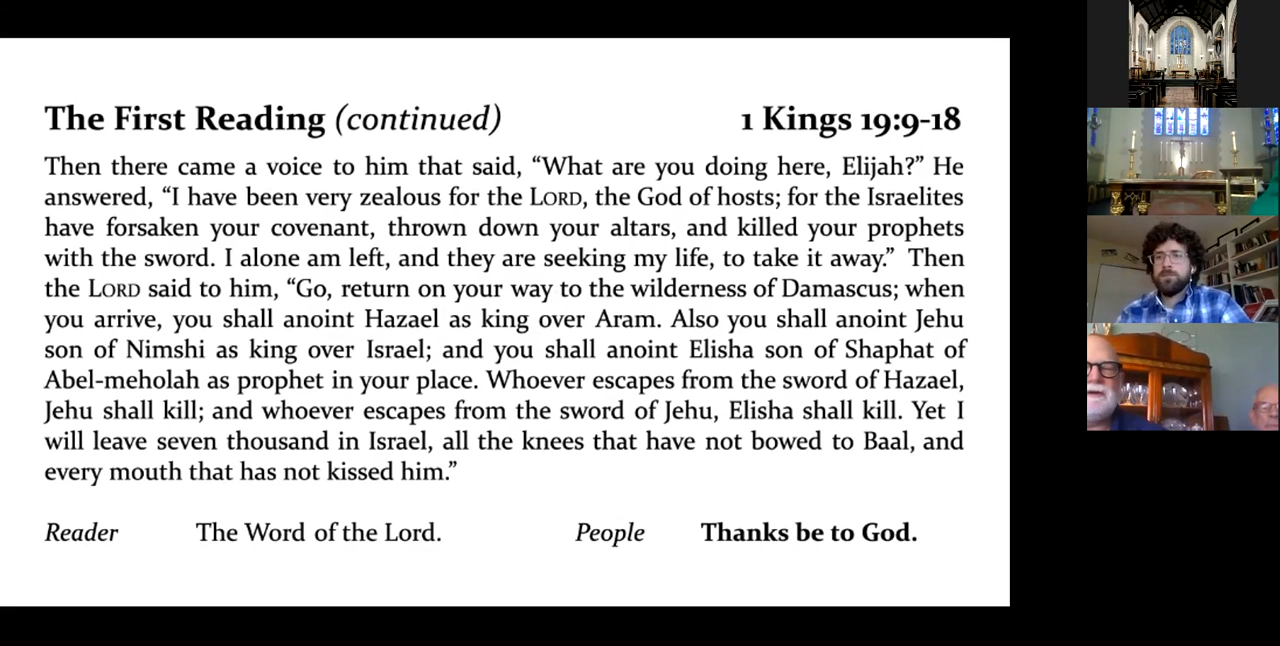 The First Reading (continued) 1 Kings 19:9-18
Then there came a voice to him that said, “What are you doing here, Elijah?” He
answered, “I have been very zealous for the LORD, the God of hosts; for the Israelites
have forsaken your covenant, thrown down your altars, and killed your prophets
with the sword. I alone am left, and they are seeking my life, to take it away.” Then
the LORD said to him, “Go, return on your way to the wilderness of Damascus; when
you arrive, you shall anoint Hazael as king over Aram. Also you shall anoint Jehu
son of Nimshi as king over Israel; and you shall anoint Elisha son of Shaphat of
Abel-meholah as prophet in your place. Whoever escapes from the sword of Hazael,
Jehu shall kill; and whoever escapes from the sword of Jehu, Elisha shall kill. Yet I
will leave seven thousand in Israel, all the knees that have not bowed to Baal, and
every mouth that has not kissed him.”
Reader The Word of the Lord. People Thanks be to God.